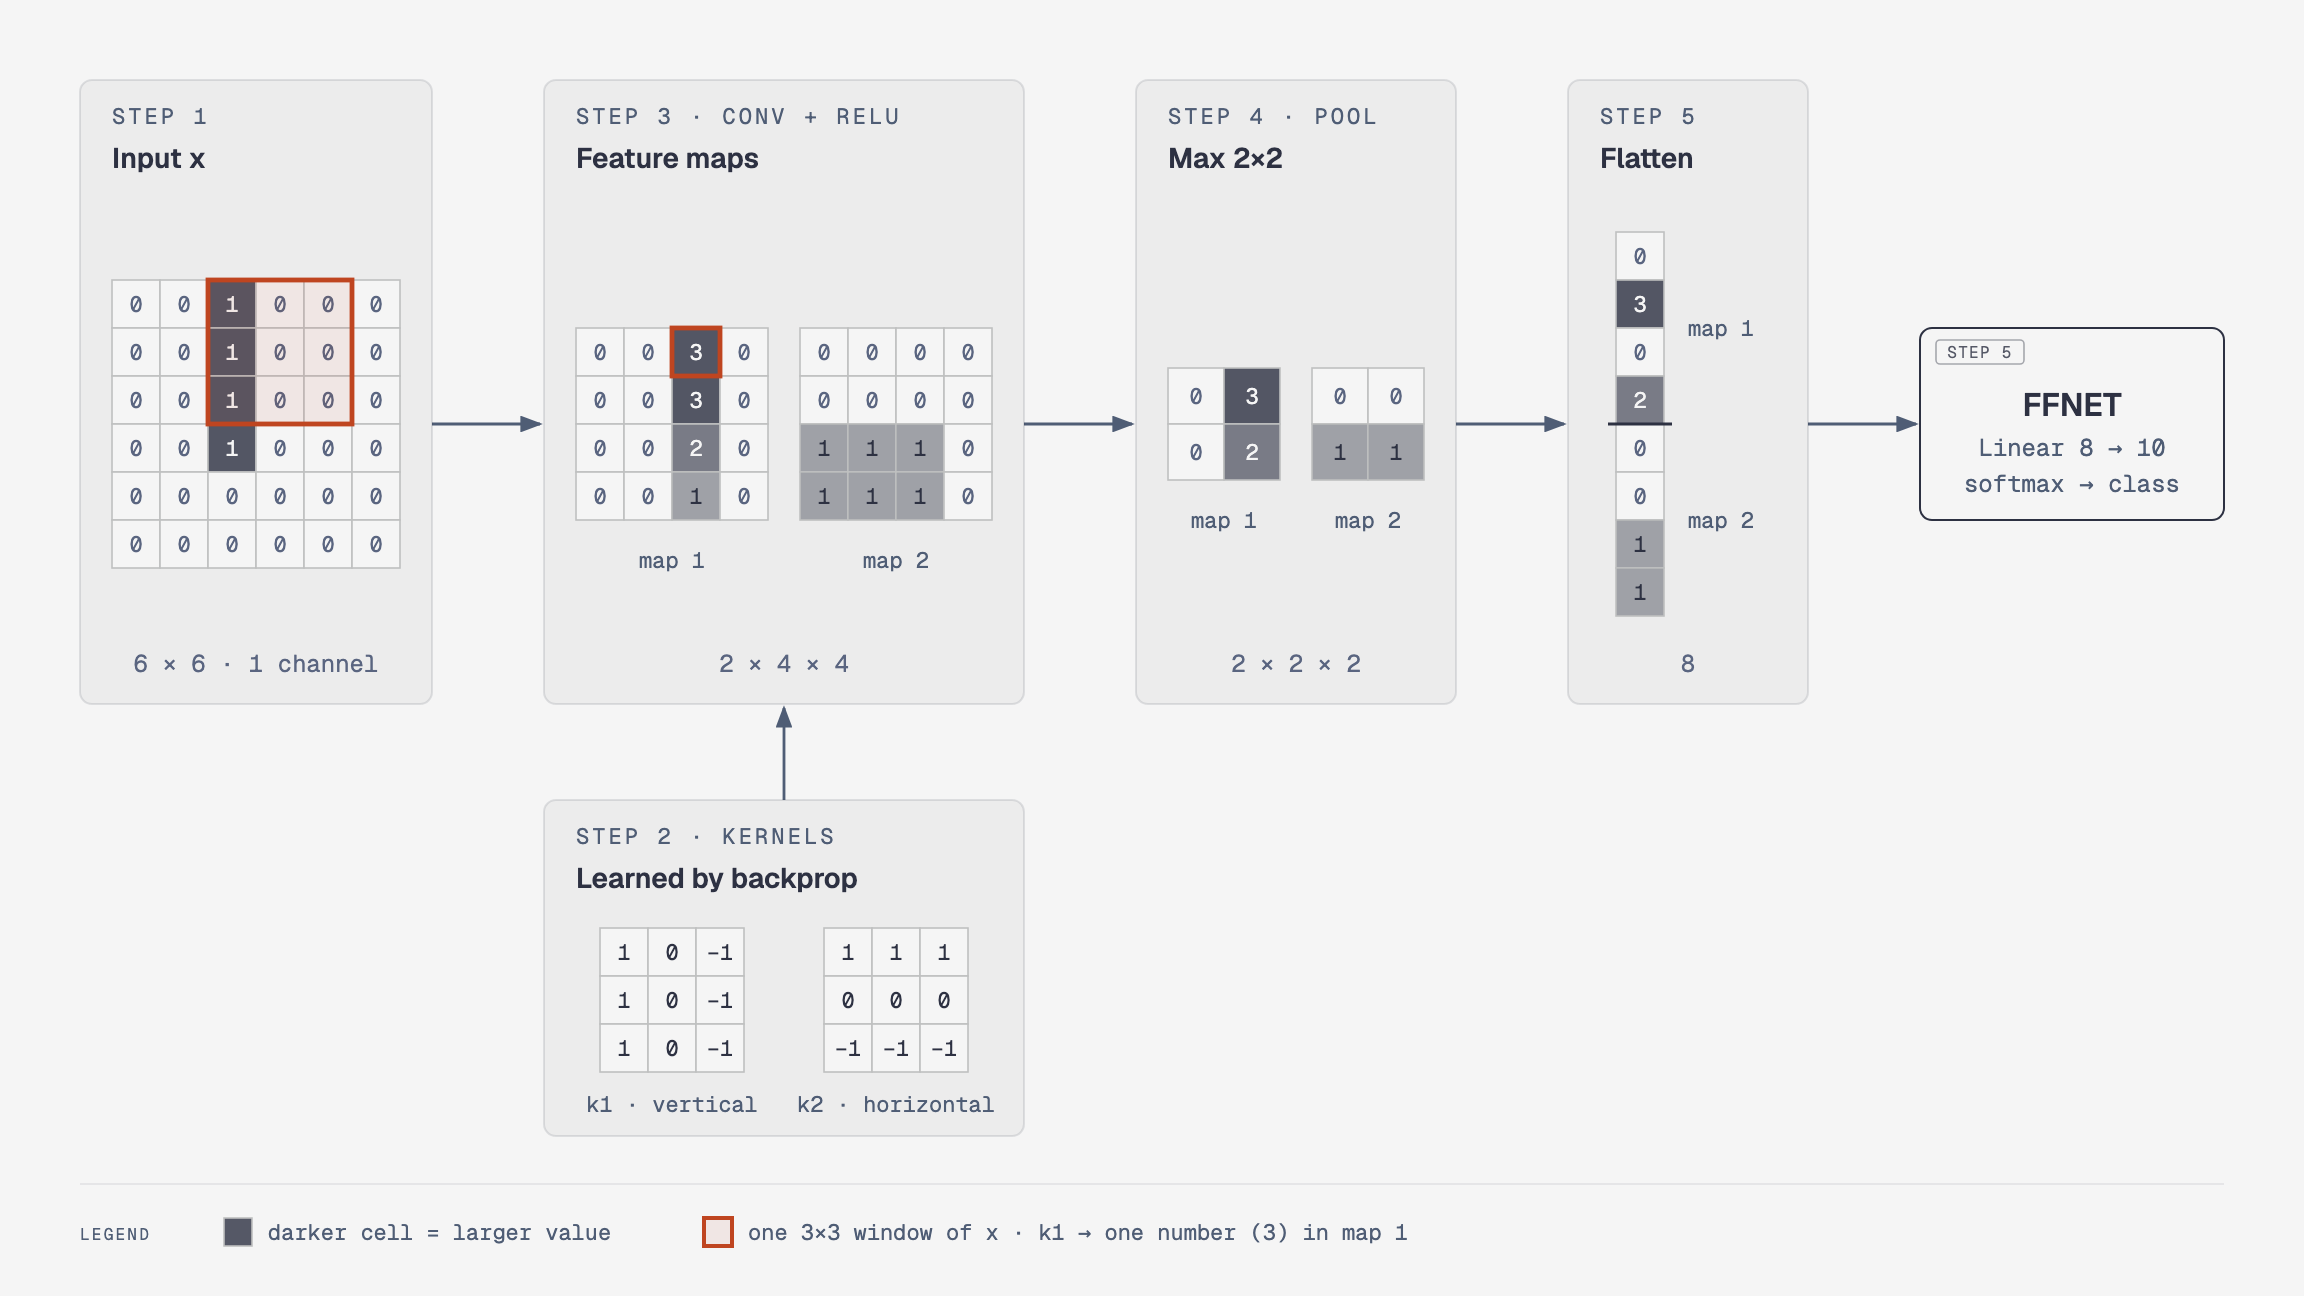 STEP 1
Input x
0 0 1 0 0 0
0 0 1 0 0 0
0 0 1 0 0 0
0 0 1 0 0 0
0 0 0 0 0 0
0 0 0 0 0 0
6 × 6 · 1 channel
STEP 3 · CONV + RELU
Feature maps
0 0 3 0
0 0 3 0
0 0 2 0
0 0 1 0
map 1
0 0 0 0
0 0 0 0
1 1 1 0
1 1 1 0
map 2
2 × 4 × 4
STEP 4 · POOL
Max 2×2
0 3
0 2
map 1
0 0
1 1
map 2
2 × 2 × 2
STEP 5
Flatten
0
3
0
2
map 1
0
0
1
1
map 2
8
STEP 5
FFNET
Linear 8 → 10
softmax → class
STEP 2 · KERNELS
Learned by backprop
1 0 −1
1 0 −1
1 0 −1
k1 · vertical
1 1 1
0 0 0
−1 −1 −1
k2 · horizontal
LEGEND
darker cell = larger value
one 3×3 window of x · k1 → one number (3) in map 1